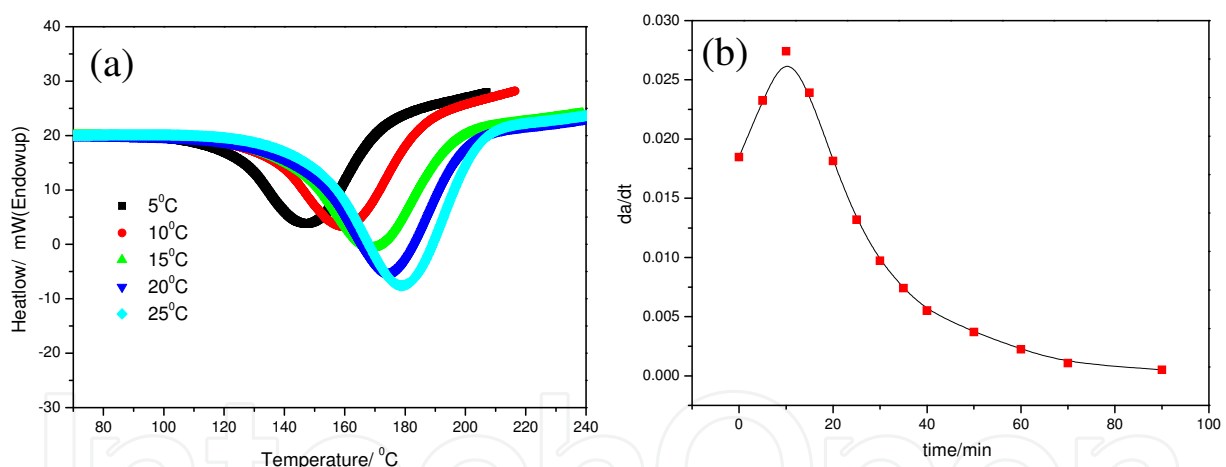 (a)
Heatlow/ mW(Endowup)
40
30
20
10
0
-10
-20
-30
5⁰C
10⁰C
15⁰C
20⁰C
25⁰C
80 100 120 140 160 180 200 220 240
Temperature/ ⁰C
(b)
da/dt
0.030
0.025
0.020
0.015
0.010
0.005
0.000
0 20 40 60 80 100
time/min
IntechOpen